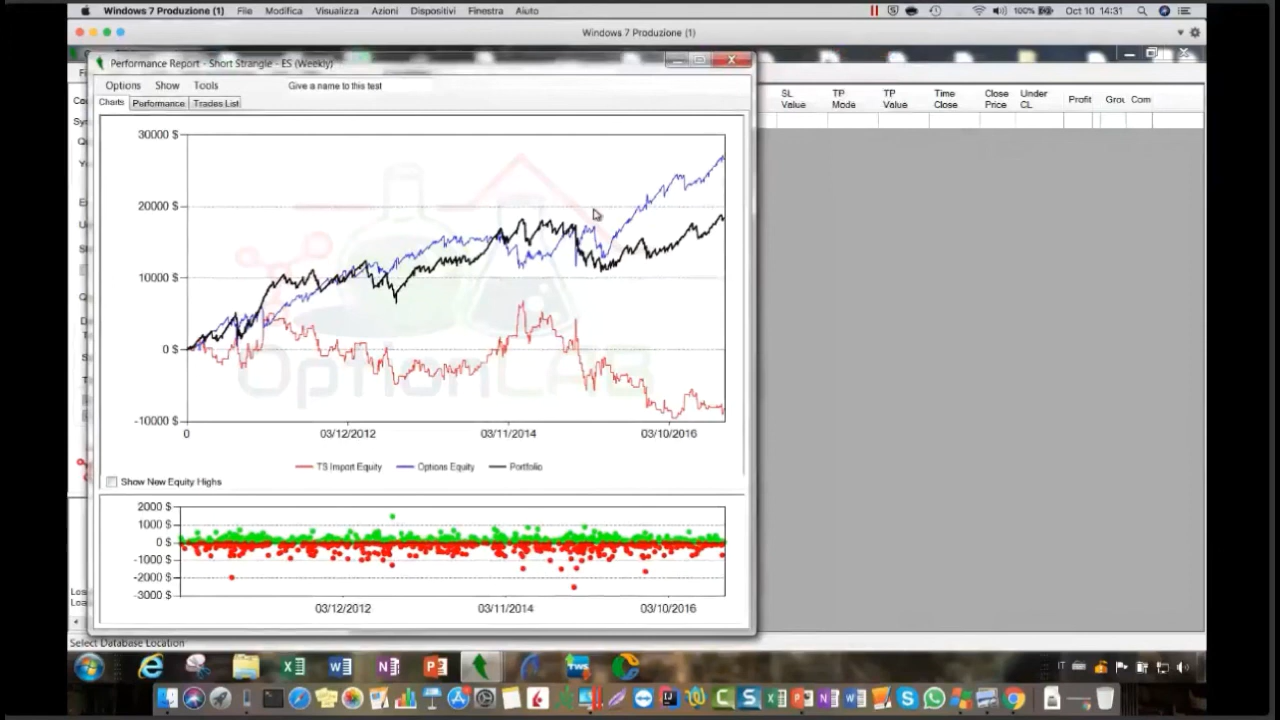 Windows 7 Produzione (1) File Modifica Visualizza Azioni Dispositivi Finestra Aiuto 100% Oct 10 14:31
Windows 7 Produzione (1)
Performance Report - Short Strangle - ES (Weekly)
Options Show Tools Give a name to this test
Charts Performance Trades List
SL Value TP Mode TP Value Time Close Close Price Under CL Profit Grou Com
30000 $
20000 $
10000 $
0 $
-10000 $
OptionLAB
0 03/12/2012 03/11/2014 03/10/2016
TS Import Equity Options Equity Portfolio
Show New Equity Highs
2000 $
1000 $
0 $
-1000 $
-2000 $
-3000 $
03/12/2012 03/11/2014 03/10/2016
Select Database Location
IT